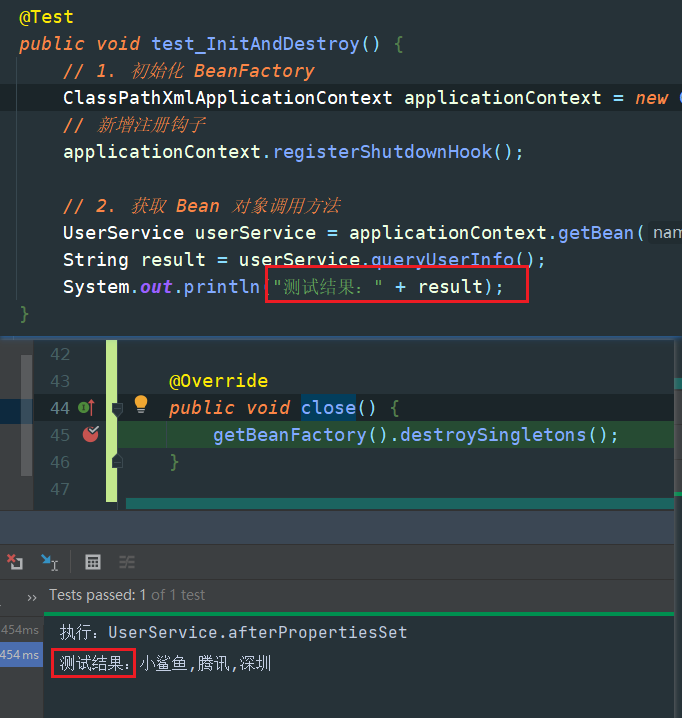 @Test
public void test_InitAndDestroy() {
// 1. 初始化 BeanFactory
ClassPathXmlApplicationContext applicationContext = new
// 新增注册钩子
applicationContext.registerShutdownHook();
// 2. 获取 Bean 对象调用方法
UserService userService = applicationContext.getBean( nam
String result = userService.queryUserInfo();
System.out.println("测试结果：" + result);
}
42
43 @Override
44 public void close() {
45 getBeanFactory().destroySingletons();
46 }
47
» Tests passed: 1 of 1 test
454ms 执行：UserService.afterPropertiesSet
454 ms 测试结果：小鲨鱼,腾讯,深圳